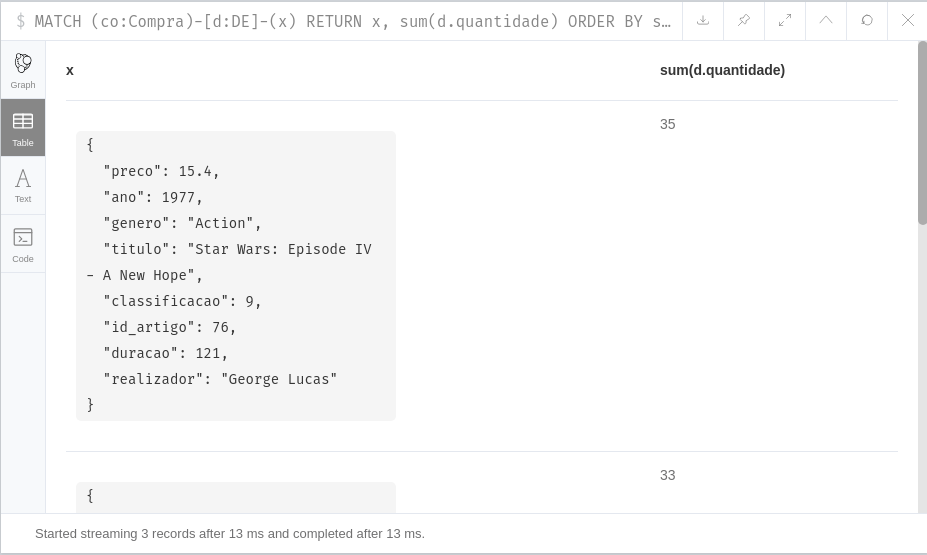 $ MATCH (co:Compra)-[d:DE]-(x) RETURN x, sum(d.quantidade) ORDER BY s…
Graph
Table
Text
Code
x
sum(d.quantidade)
35
{
"preco": 15.4,
"ano": 1977,
"genero": "Action",
"titulo": "Star Wars: Episode IV
- A New Hope",
"classificacao": 9,
"id_artigo": 76,
"duracao": 121,
"realizador": "George Lucas"
}
33
{
Started streaming 3 records after 13 ms and completed after 13 ms.